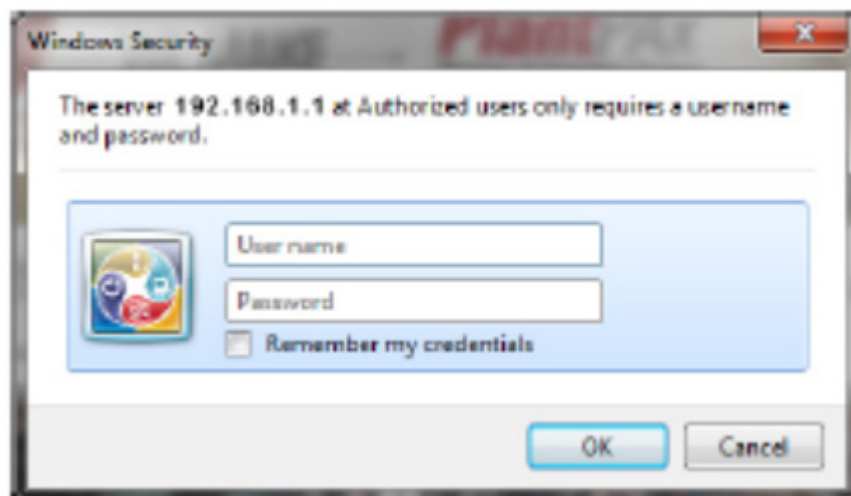 Windows Security
PlantPAx
The server 192.168.1.1 at Authorized users only requires a username
and password.
User name
Password
Remember my credentials
OK
Cancel